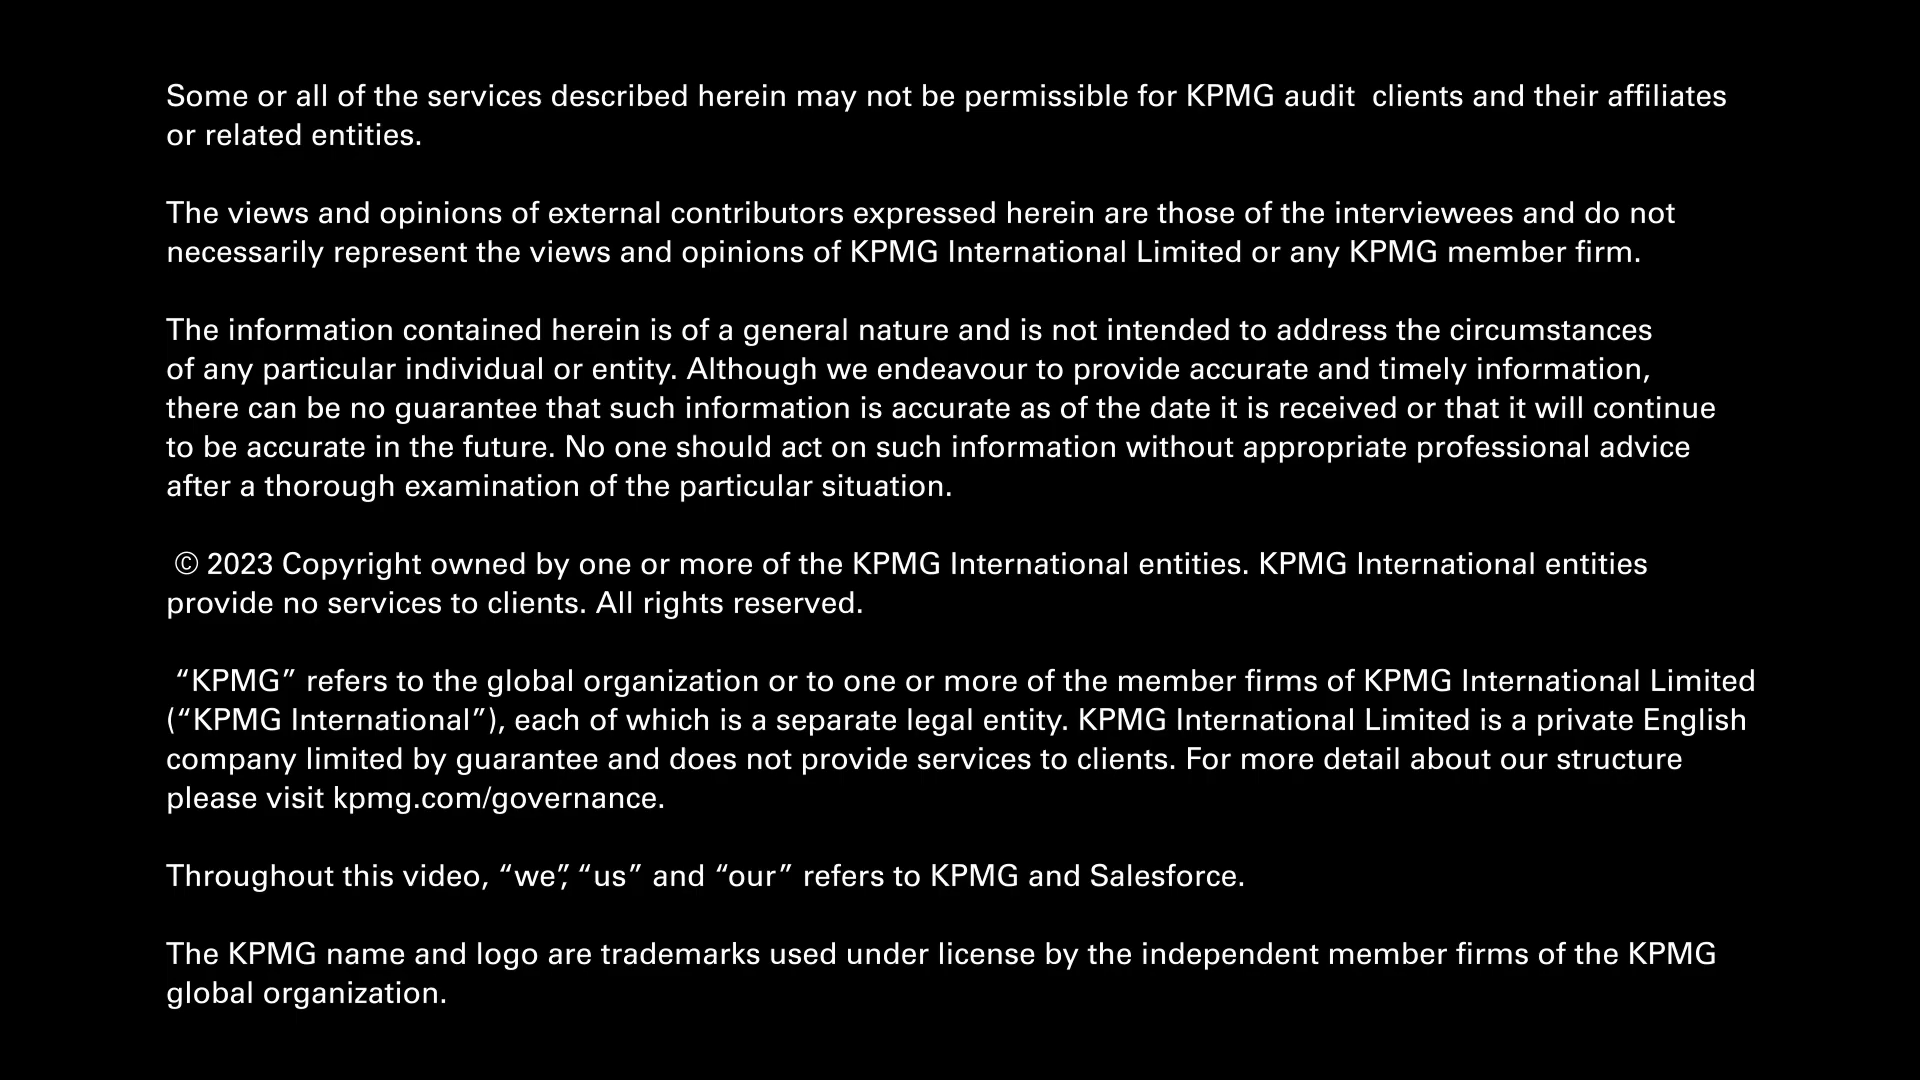 Some or all of the services described herein may not be permissible for KPMG audit  clients and their affiliates
or related entities.
The views and opinions of external contributors expressed herein are those of the interviewees and do not
necessarily represent the views and opinions of KPMG International Limited or any KPMG member firm.
The information contained herein is of a general nature and is not intended to address the circumstances
of any particular individual or entity. Although we endeavour to provide accurate and timely information,
there can be no guarantee that such information is accurate as of the date it is received or that it will continue
to be accurate in the future. No one should act on such information without appropriate professional advice
after a thorough examination of the particular situation.
© 2023 Copyright owned by one or more of the KPMG International entities. KPMG International entities
provide no services to clients. All rights reserved.
“KPMG” refers to the global organization or to one or more of the member firms of KPMG International Limited
(“KPMG International”), each of which is a separate legal entity. KPMG International Limited is a private English
company limited by guarantee and does not provide services to clients. For more detail about our structure
please visit kpmg.com/governance.
Throughout this video, “we”, “us” and “our” refers to KPMG and Salesforce.
The KPMG name and logo are trademarks used under license by the independent member firms of the KPMG
global organization.